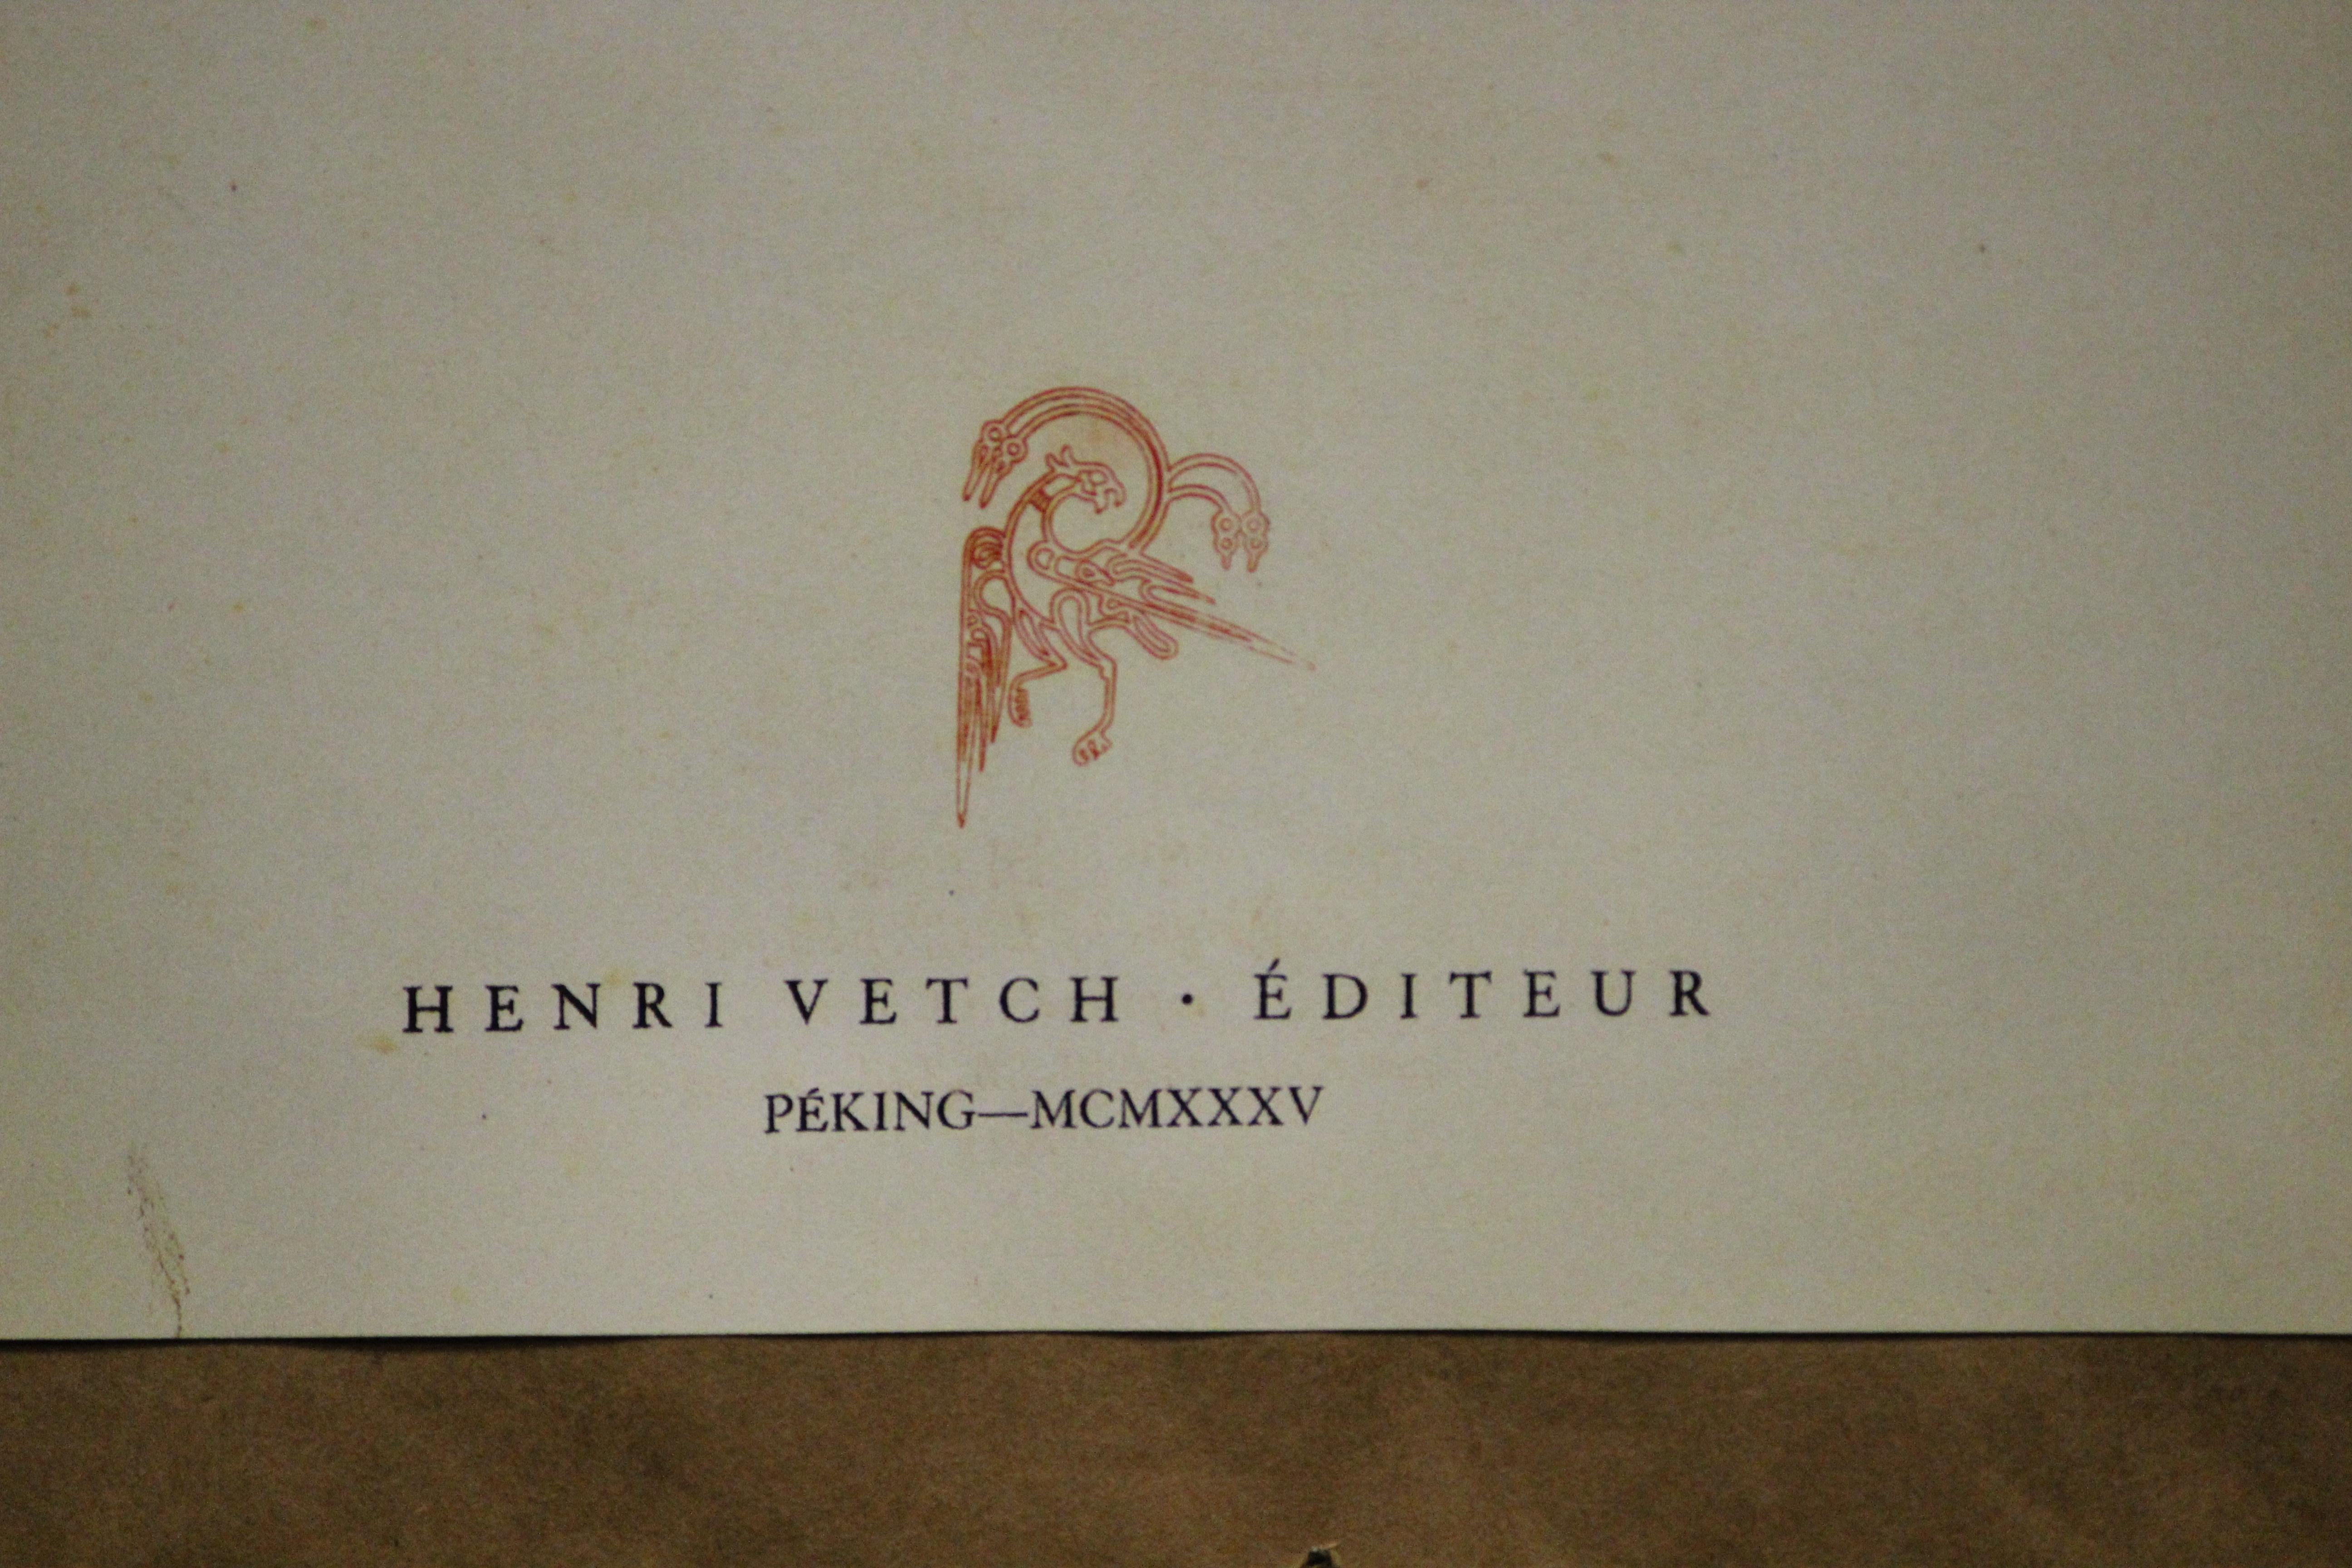 HENRI VETCH · ÉDITEUR
PÉKING—MCMXXXV